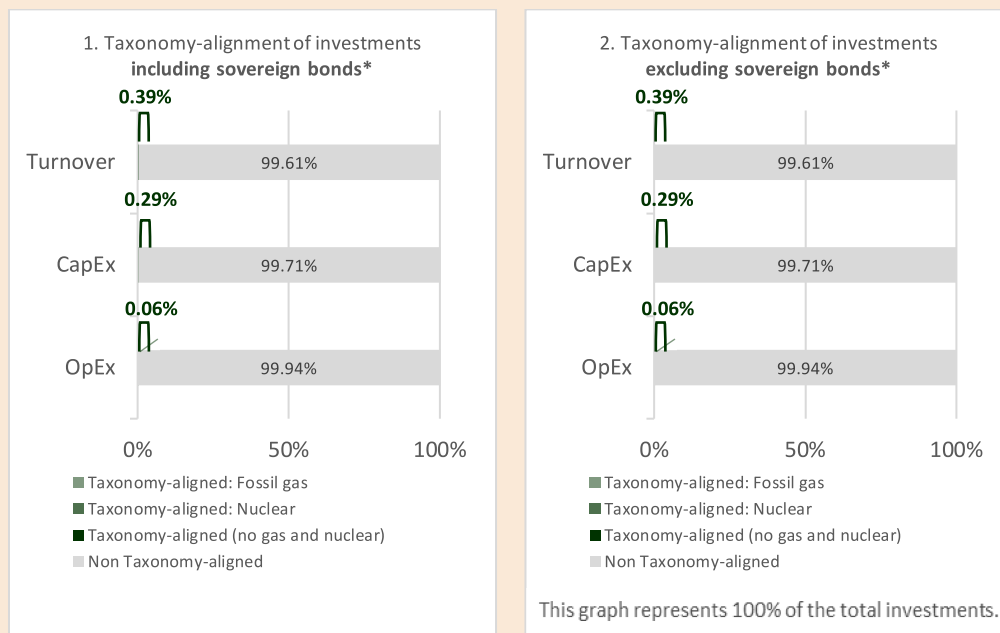 1. Taxonomy-alignment of investments
including sovereign bonds*
0.39%
Turnover
99.61%
0.29%
CapEx
99.71%
0.06%
OpEx
99.94%
0%
50%
100%
Taxonomy-aligned: Fossil gas
Taxonomy-aligned: Nuclear
Taxonomy-aligned (no gas and nuclear)
Non Taxonomy-aligned
2. Taxonomy-alignment of investments
excluding sovereign bonds*
0.39%
Turnover
99.61%
0.29%
CapEx
99.71%
0.06%
OpEx
99.94%
0%
50%
100%
Taxonomy-aligned: Fossil gas
Taxonomy-aligned: Nuclear
Taxonomy-aligned (no gas and nuclear)
Non Taxonomy-aligned
This graph represents 100% of the total investments.